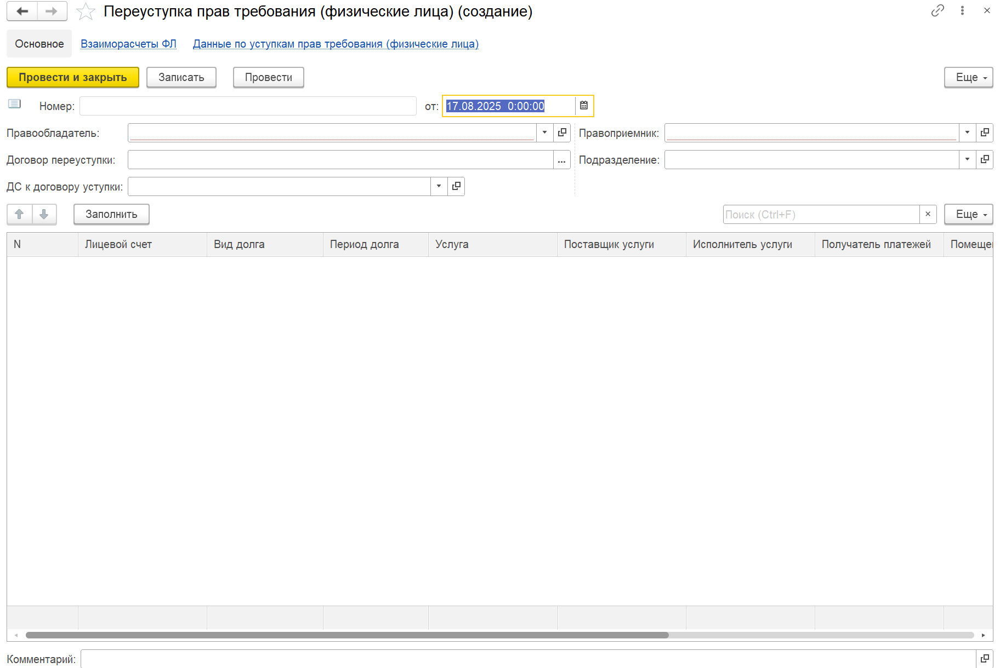 Переуступка прав требования (физические лица) (создание)
Основное Взаиморасчеты ФЛ Данные по уступкам прав требования (физические лица)
Провести и закрыть Записать Провести Еще
Номер: от: 17.08.2025 0:00:00
Правообладатель: Правоприемник:
Договор переуступки: ... Подразделение:
ДС к договору уступки:
Заполнить Поиск (Ctrl+F) × Еще
N Лицевой счет Вид долга Период долга Услуга Поставщик услуги Исполнитель услуги Получатель платежей Помеще
Комментарий: